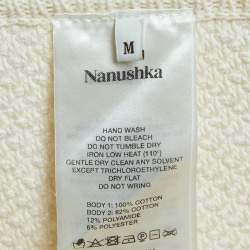 M
Nanushka
HAND WASH
DO NOT BLEACH
DO NOT TUMBLE DRY
IRON LOW HEAT (110°)
GENTLE DRY CLEAN ANY SOLVENT
EXCEPT TRICHLOROETHYLENE
DRY FLAT
DO NOT WRING
BODY 1: 100% COTTON
BODY 2: 82% COTTON
12% POLYAMIDE
6% POLYESTER